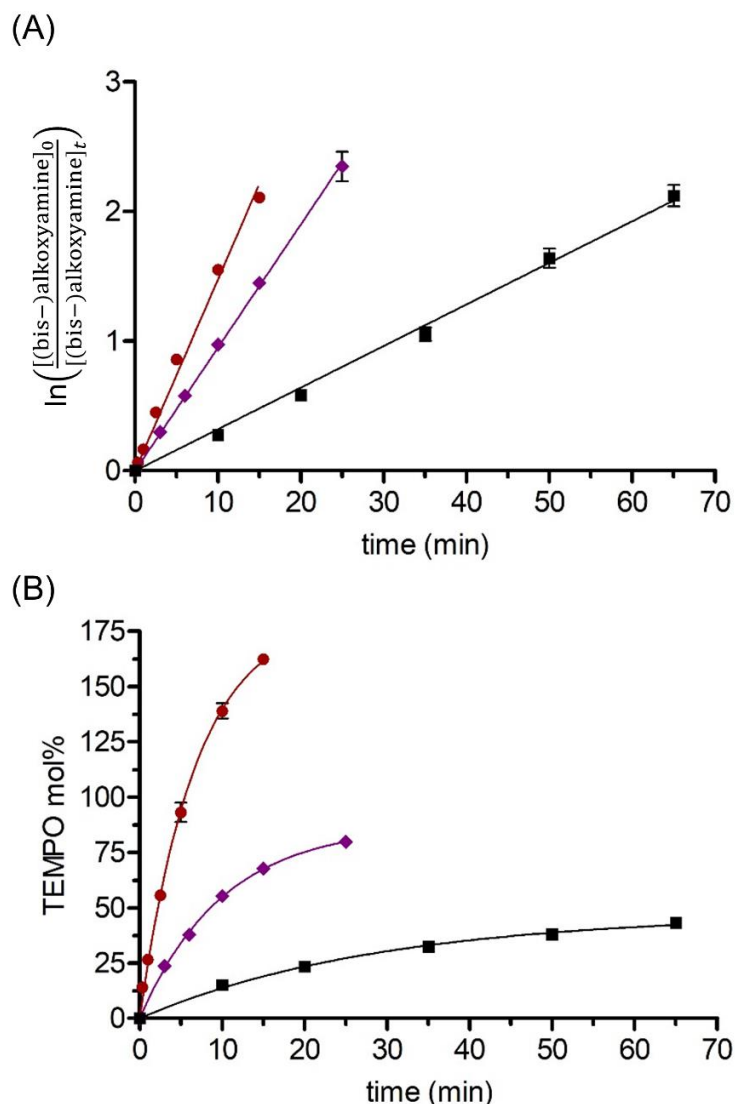 (A)
ln([(bis−)alkoxyamine]₀/[(bis−)alkoxyamine]ₜ)
3
2
1
0
0 10 20 30 40 50 60 70
time (min)
(B)
TEMPO mol%
175
150
125
100
75
50
25
0
0 10 20 30 40 50 60 70
time (min)